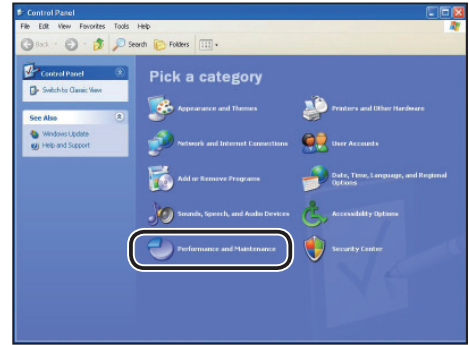 Control Panel
File Edit View Favorites Tools Help
Back Search Folders
Control Panel
Switch to Classic View
See Also
Windows Update
Help and Support
Pick a category
Appearance and Themes
Printers and Other Hardware
Network and Internet Connections
User Accounts
Add or Remove Programs
Date, Time, Language, and Regional
Options
Sounds, Speech, and Audio Devices
Accessibility Options
Performance and Maintenance
Security Center